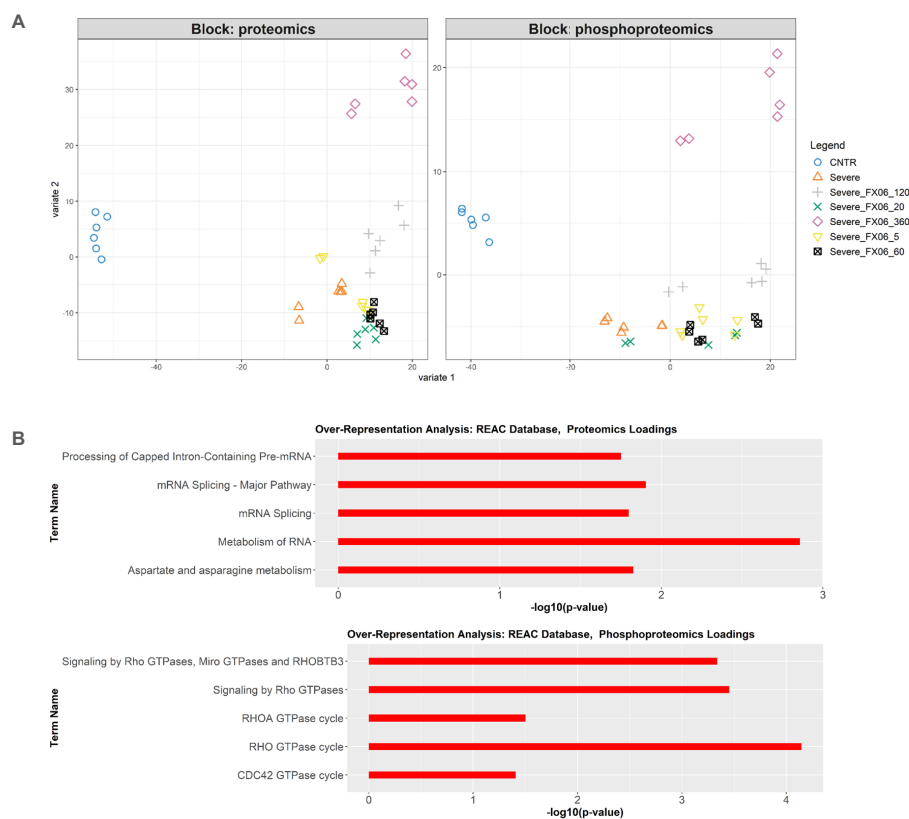 A
Block: proteomics
Block: phosphoproteomics
variate 2
30
20
10
0
-10
-40
-20
0
20
20
10
0
-40
-20
0
20
variate 1
Legend
CNTR
Severe
Severe_FX06_120
Severe_FX06_20
Severe_FX06_360
Severe_FX06_5
Severe_FX06_60
B
Over-Representation Analysis: REAC Database, Proteomics Loadings
Term Name
Processing of Capped Intron-Containing Pre-mRNA
mRNA Splicing - Major Pathway
mRNA Splicing
Metabolism of RNA
Aspartate and asparagine metabolism
0
1
2
3
-log10(p-value)
Over-Representation Analysis: REAC Database, Phosphoproteomics Loadings
Term Name
Signaling by Rho GTPases, Miro GTPases and RHOBTB3
Signaling by Rho GTPases
RHOA GTPase cycle
RHO GTPase cycle
CDC42 GTPase cycle
0
1
2
3
4
-log10(p-value)